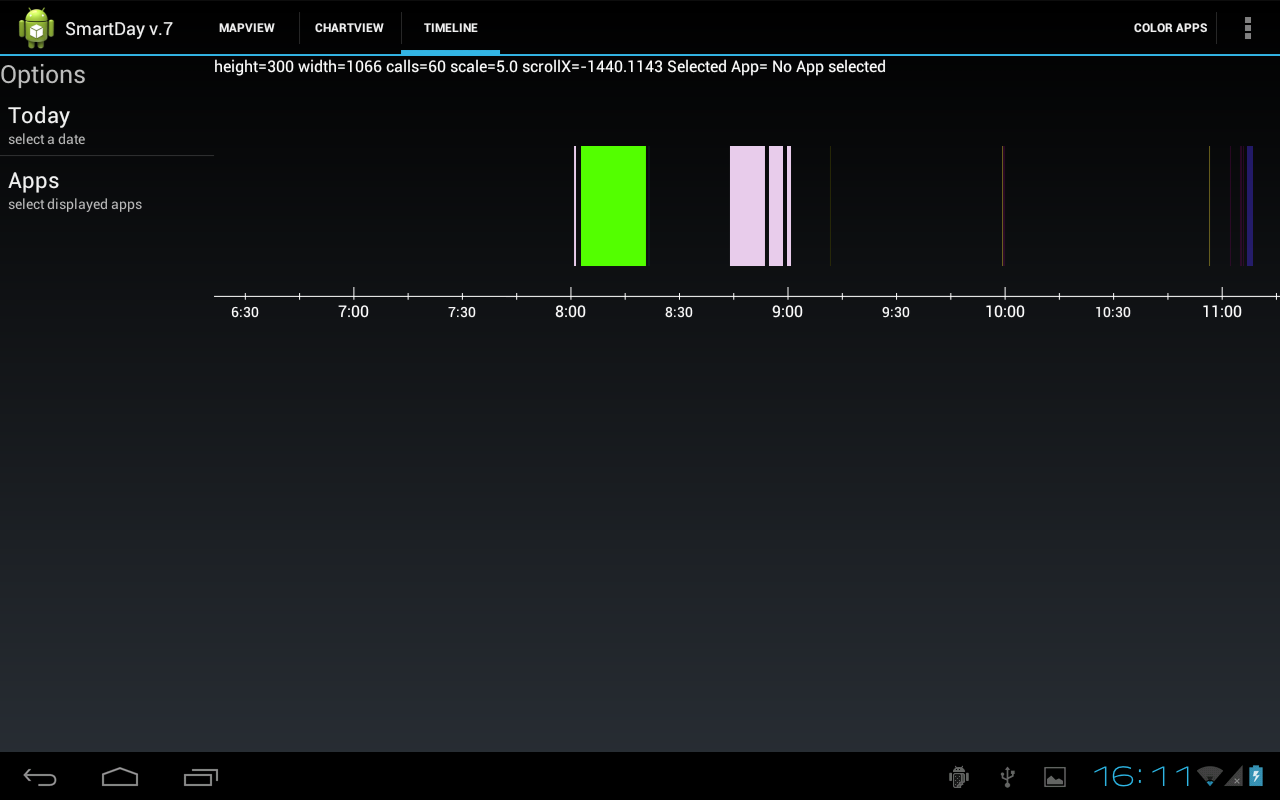 SmartDay v.7 MAPVIEW CHARTVIEW TIMELINE COLOR APPS
Options
height=300 width=1066 calls=60 scale=5.0 scrollX=-1440.1143 Selected App= No App selected
Today
select a date
Apps
select displayed apps
6:30 7:00 7:30 8:00 8:30 9:00 9:30 10:00 10:30 11:00
16:11